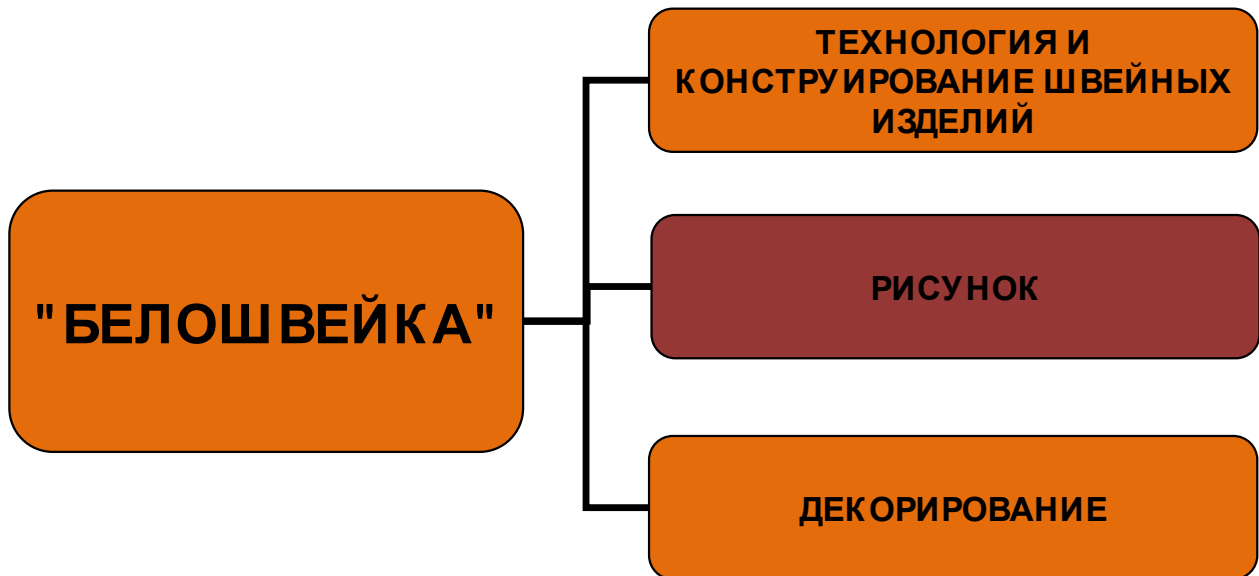 ТЕХНОЛОГИЯ И
КОНСТРУИРОВАНИЕ ШВЕЙНЫХ
ИЗДЕЛИЙ
"БЕЛОШВЕЙКА"
РИСУНОК
ДЕКОРИРОВАНИЕ